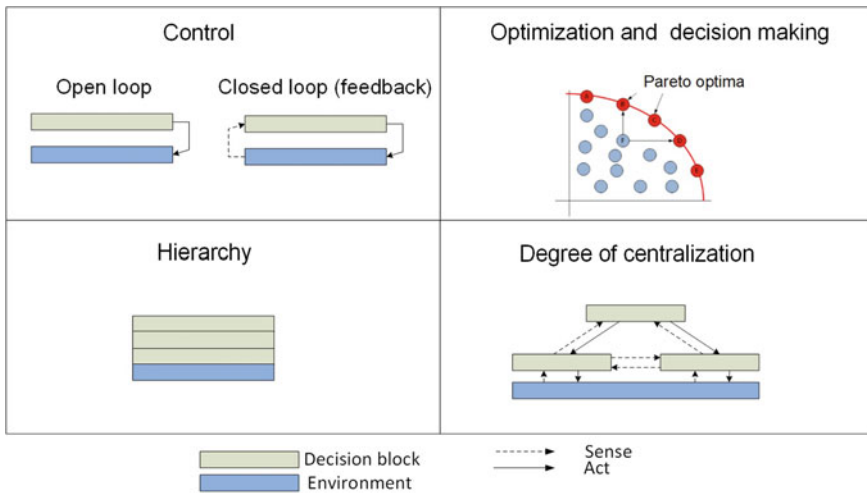 Control
Open loop
Closed loop (feedback)
Optimization and decision making
Pareto optima
Hierarchy
Degree of centralization
Decision block
Environment
Sense
Act